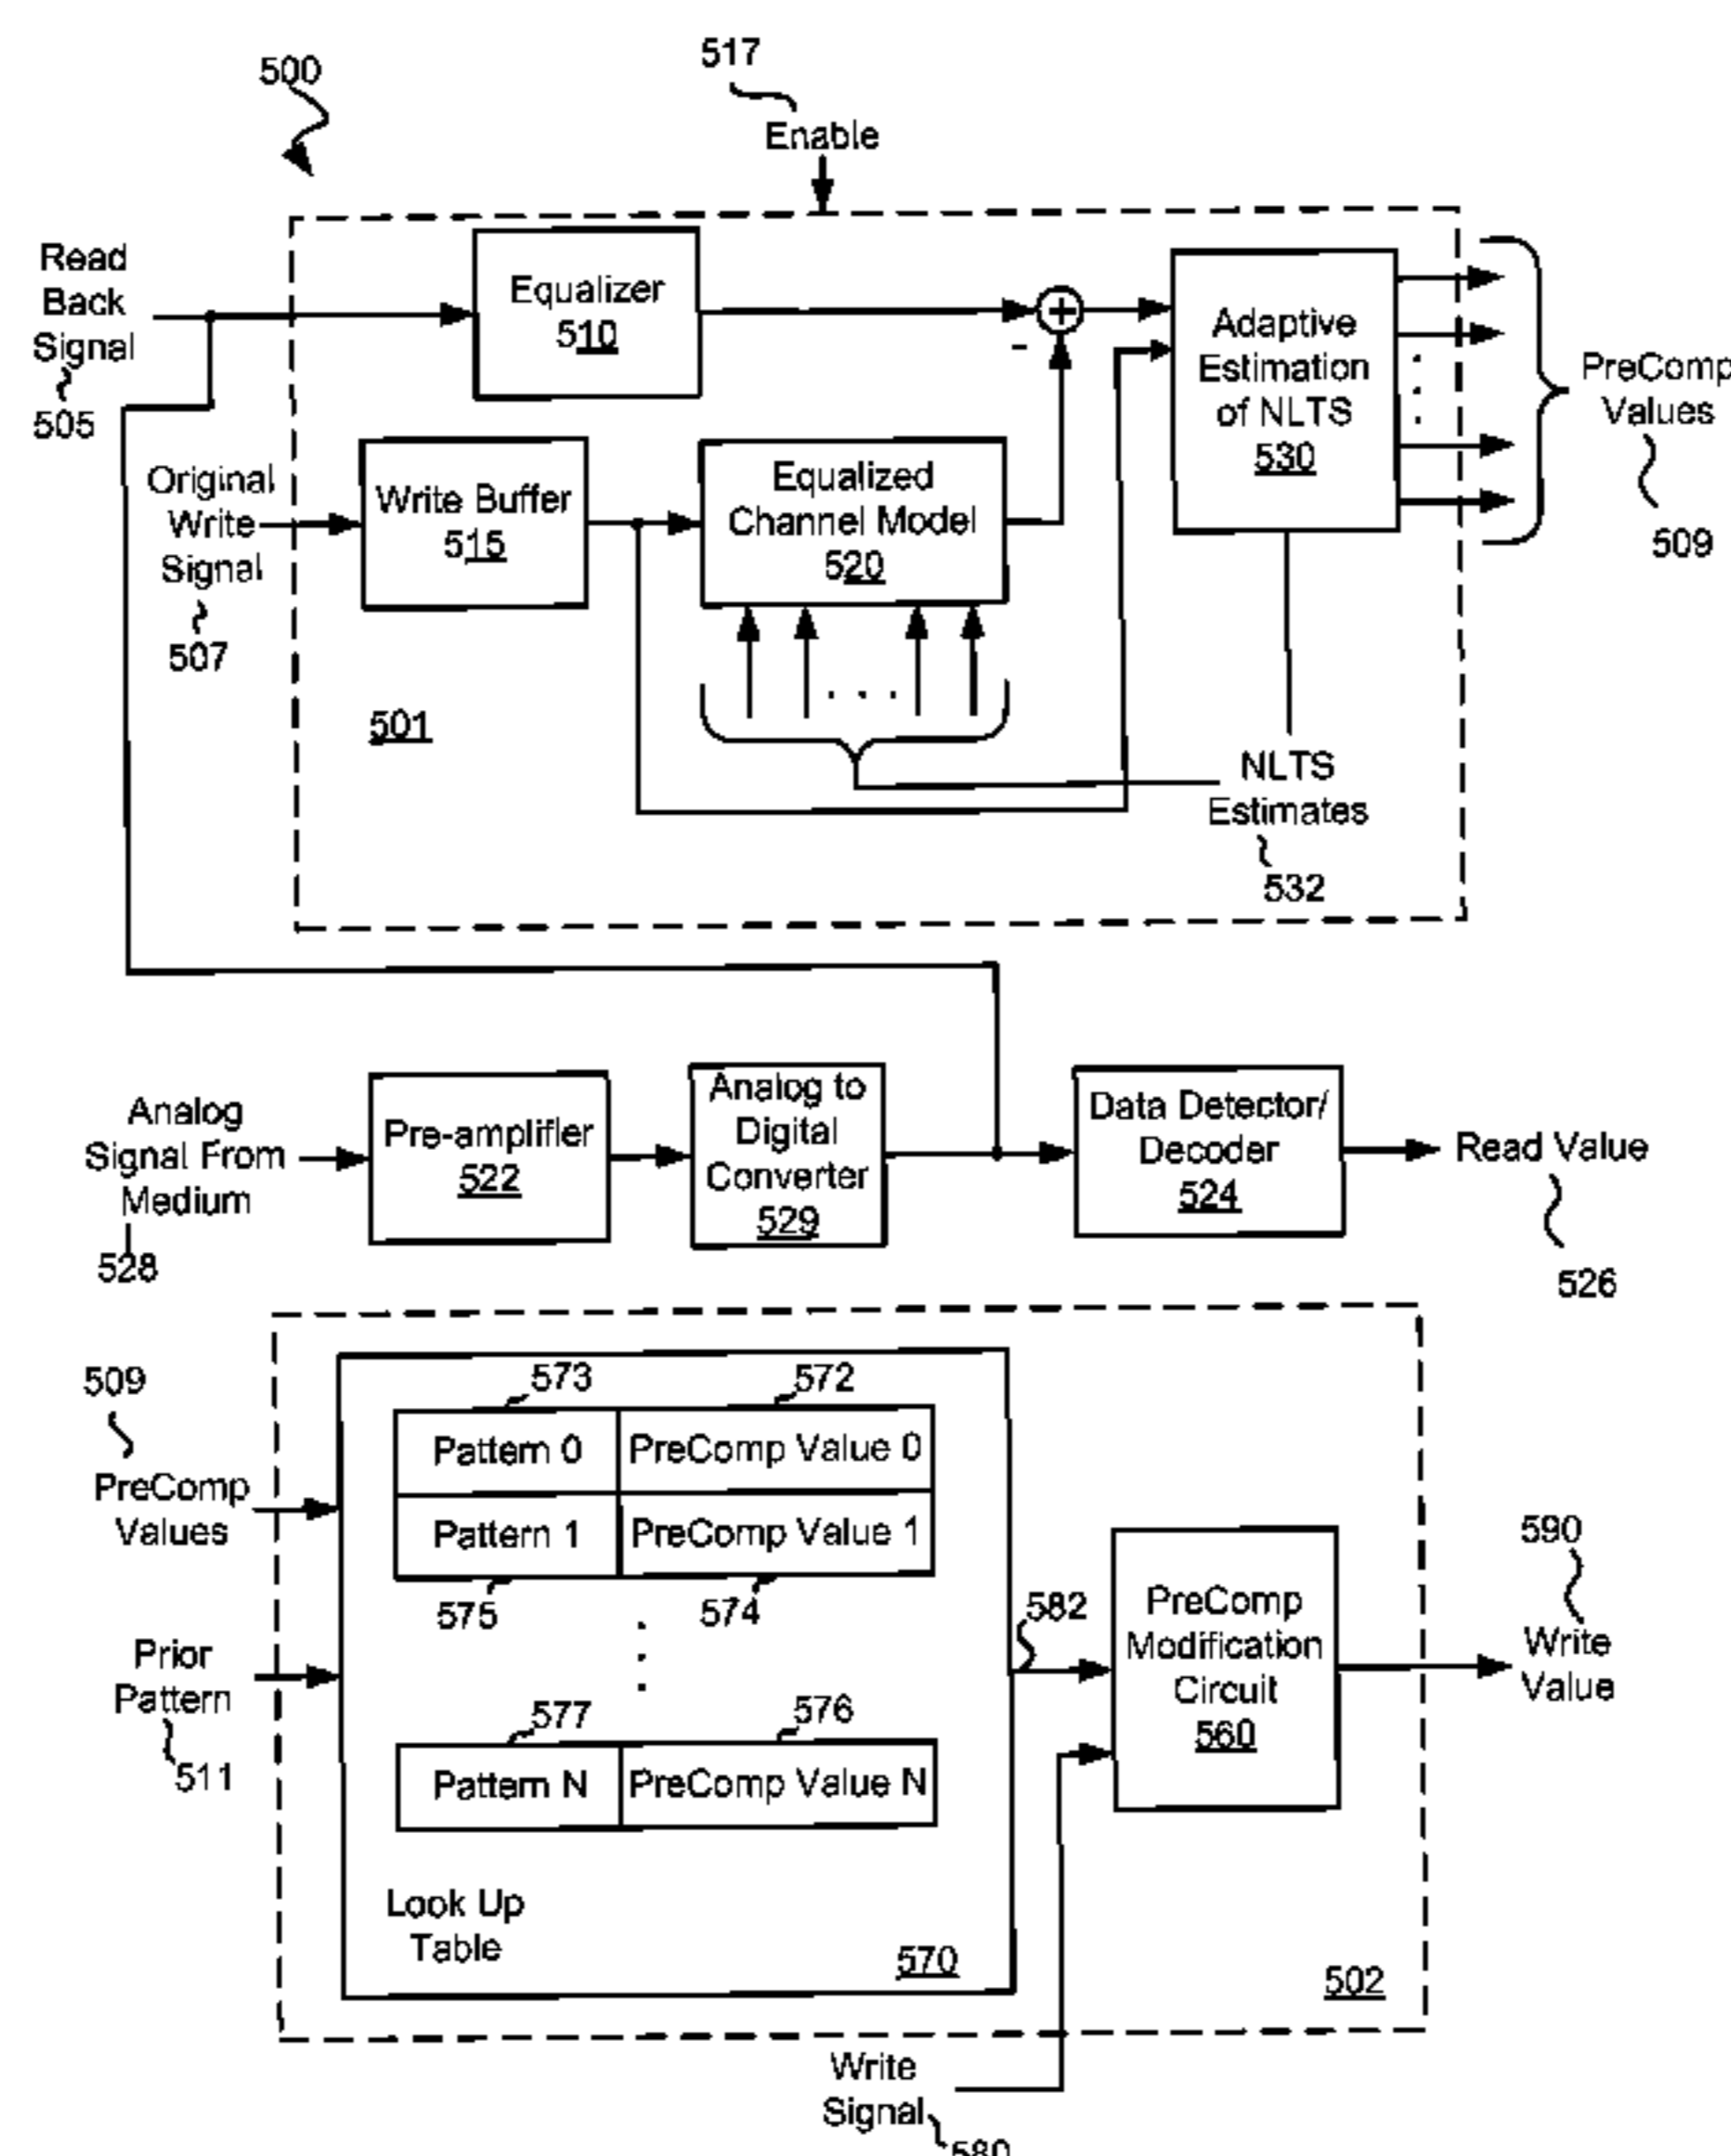 517
500
Enable
Read
Back
Signal
505
Equalizer
510
+
-
Adaptive
Estimation
of NLTS
530
PreComp
Values
509
Original
Write
Signal
507
Write Buffer
515
Equalized
Channel Model
520
. . .
501
NLTS
Estimates
532
Analog
Signal From
Medium
528
Pre-amplifier
522
Analog to
Digital
Converter
529
Data Detector/
Decoder
524
Read Value
526
509
PreComp
Values
Prior
Pattern
511
573
572
Pattern 0
PreComp Value 0
Pattern 1
PreComp Value 1
575
574
577
576
Pattern N
PreComp Value N
Look Up
Table
570
582
PreComp
Modification
Circuit
560
590
Write
Value
502
Write
Signal
580